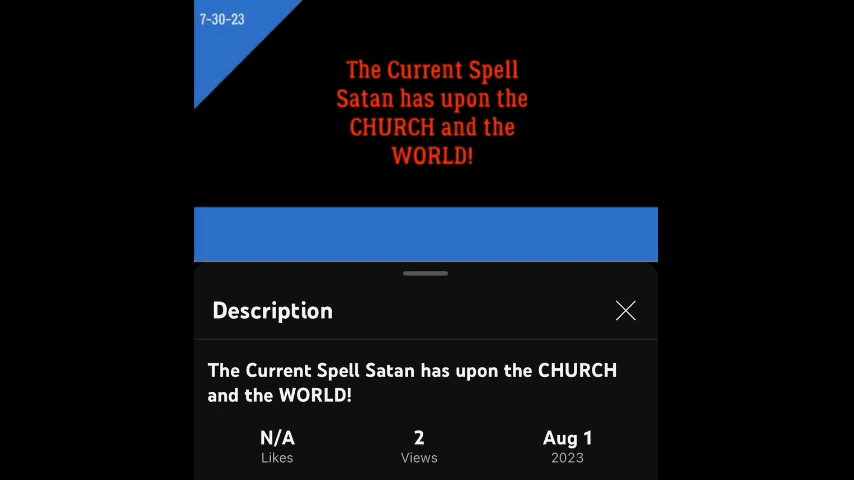 7-30-23
The Current Spell
Satan has upon the
CHURCH and the
WORLD!
Description
The Current Spell Satan has upon the CHURCH
and the WORLD!
N/A 2 Aug 1
Likes Views 2023